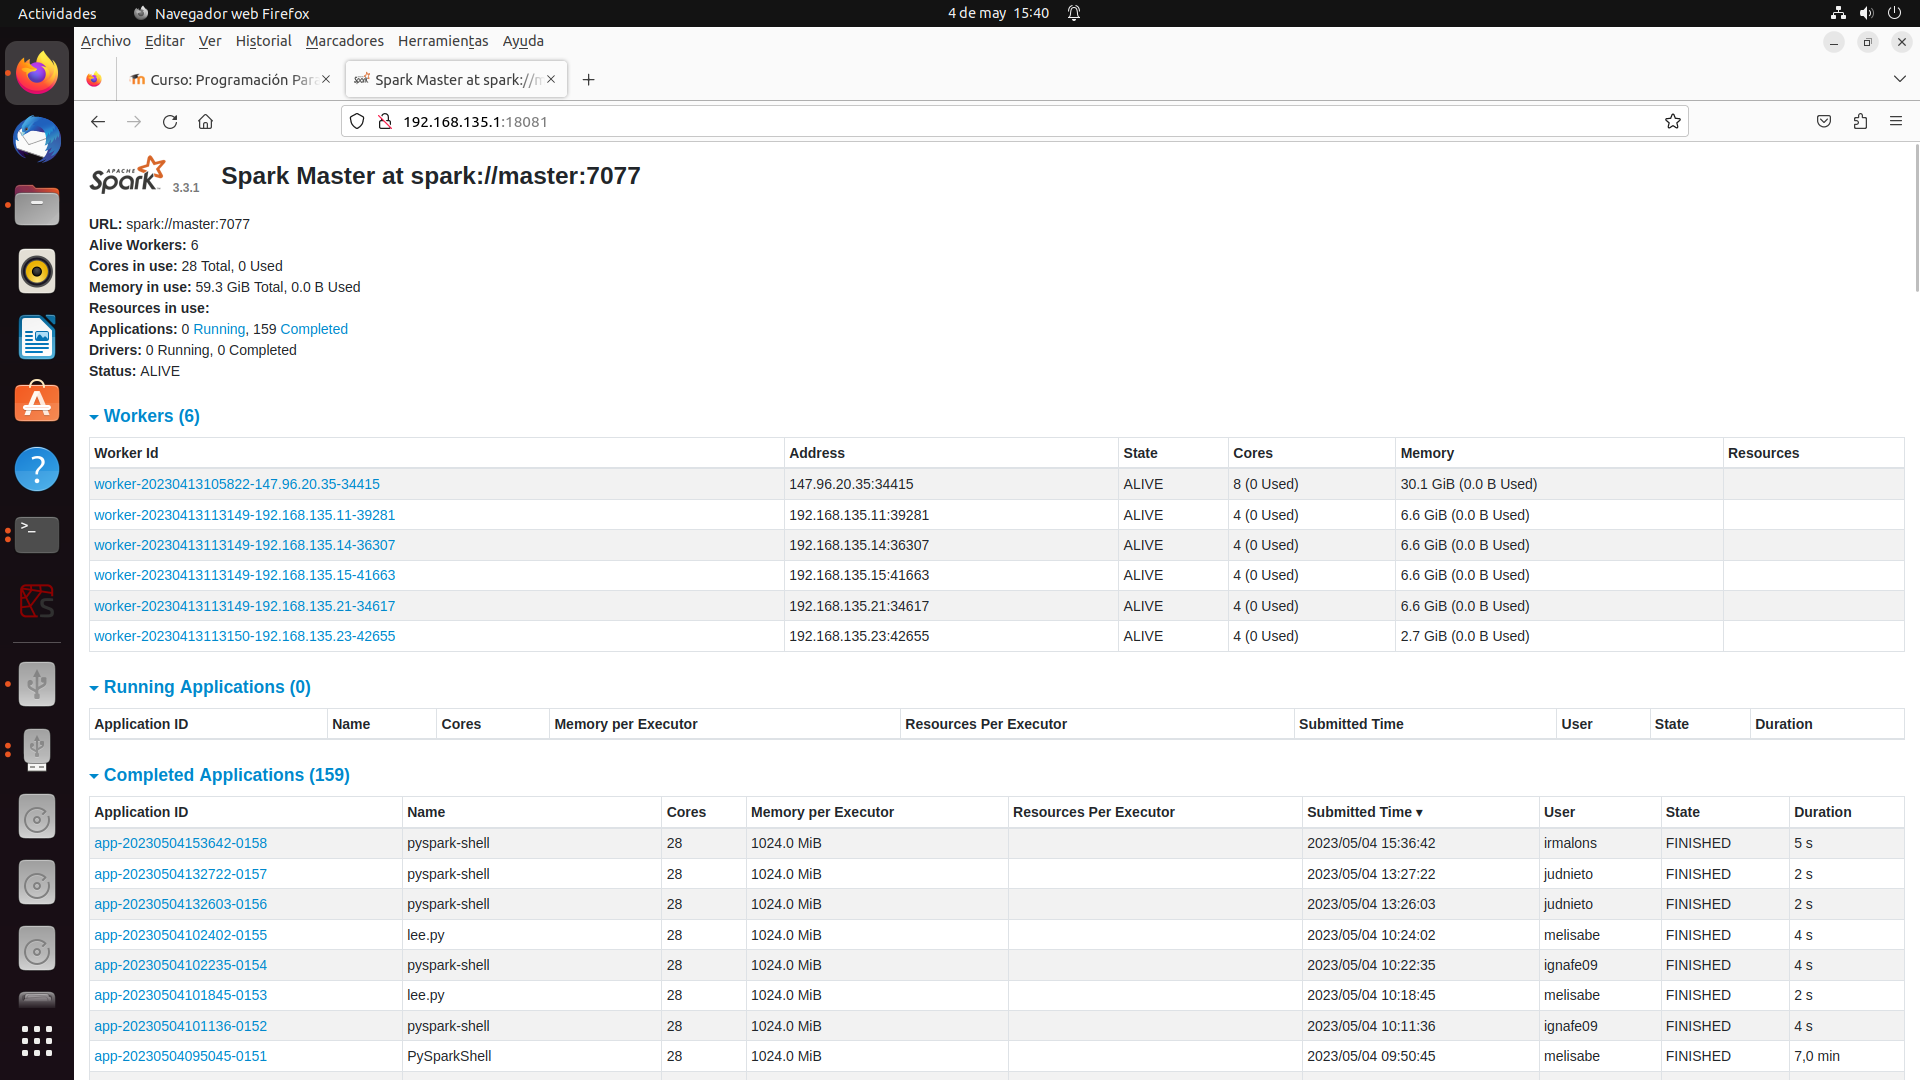 Actividades Navegador web Firefox 4 de may 15:40
Archivo Editar Ver Historial Marcadores Herramientas Ayuda
Curso: Programación Par Spark Master at spark://m
192.168.135.1:18081
APACHE Spark 3.3.1 Spark Master at spark://master:7077
URL: spark://master:7077
Alive Workers: 6
Cores in use: 28 Total, 0 Used
Memory in use: 59.3 GiB Total, 0.0 B Used
Resources in use:
Applications: 0 Running, 159 Completed
Drivers: 0 Running, 0 Completed
Status: ALIVE
Workers (6)
Worker Id Address State Cores Memory Resources
worker-20230413105822-147.96.20.35-34415 147.96.20.35:34415 ALIVE 8 (0 Used) 30.1 GiB (0.0 B Used)
worker-20230413113149-192.168.135.11-39281 192.168.135.11:39281 ALIVE 4 (0 Used) 6.6 GiB (0.0 B Used)
worker-20230413113149-192.168.135.14-36307 192.168.135.14:36307 ALIVE 4 (0 Used) 6.6 GiB (0.0 B Used)
worker-20230413113149-192.168.135.15-41663 192.168.135.15:41663 ALIVE 4 (0 Used) 6.6 GiB (0.0 B Used)
worker-20230413113149-192.168.135.21-34617 192.168.135.21:34617 ALIVE 4 (0 Used) 6.6 GiB (0.0 B Used)
worker-20230413113150-192.168.135.23-42655 192.168.135.23:42655 ALIVE 4 (0 Used) 2.7 GiB (0.0 B Used)
Running Applications (0)
Application ID Name Cores Memory per Executor Resources Per Executor Submitted Time User State Duration
Completed Applications (159)
Application ID Name Cores Memory per Executor Resources Per Executor Submitted Time ▾ User State Duration
app-20230504153642-0158 pyspark-shell 28 1024.0 MiB 2023/05/04 15:36:42 irmalons FINISHED 5 s
app-20230504132722-0157 pyspark-shell 28 1024.0 MiB 2023/05/04 13:27:22 judnieto FINISHED 2 s
app-20230504132603-0156 pyspark-shell 28 1024.0 MiB 2023/05/04 13:26:03 judnieto FINISHED 2 s
app-20230504102402-0155 lee.py 28 1024.0 MiB 2023/05/04 10:24:02 melisabe FINISHED 4 s
app-20230504102235-0154 pyspark-shell 28 1024.0 MiB 2023/05/04 10:22:35 ignafe09 FINISHED 4 s
app-20230504101845-0153 lee.py 28 1024.0 MiB 2023/05/04 10:18:45 melisabe FINISHED 2 s
app-20230504101136-0152 pyspark-shell 28 1024.0 MiB 2023/05/04 10:11:36 ignafe09 FINISHED 4 s
app-20230504095045-0151 PySparkShell 28 1024.0 MiB 2023/05/04 09:50:45 melisabe FINISHED 7,0 min